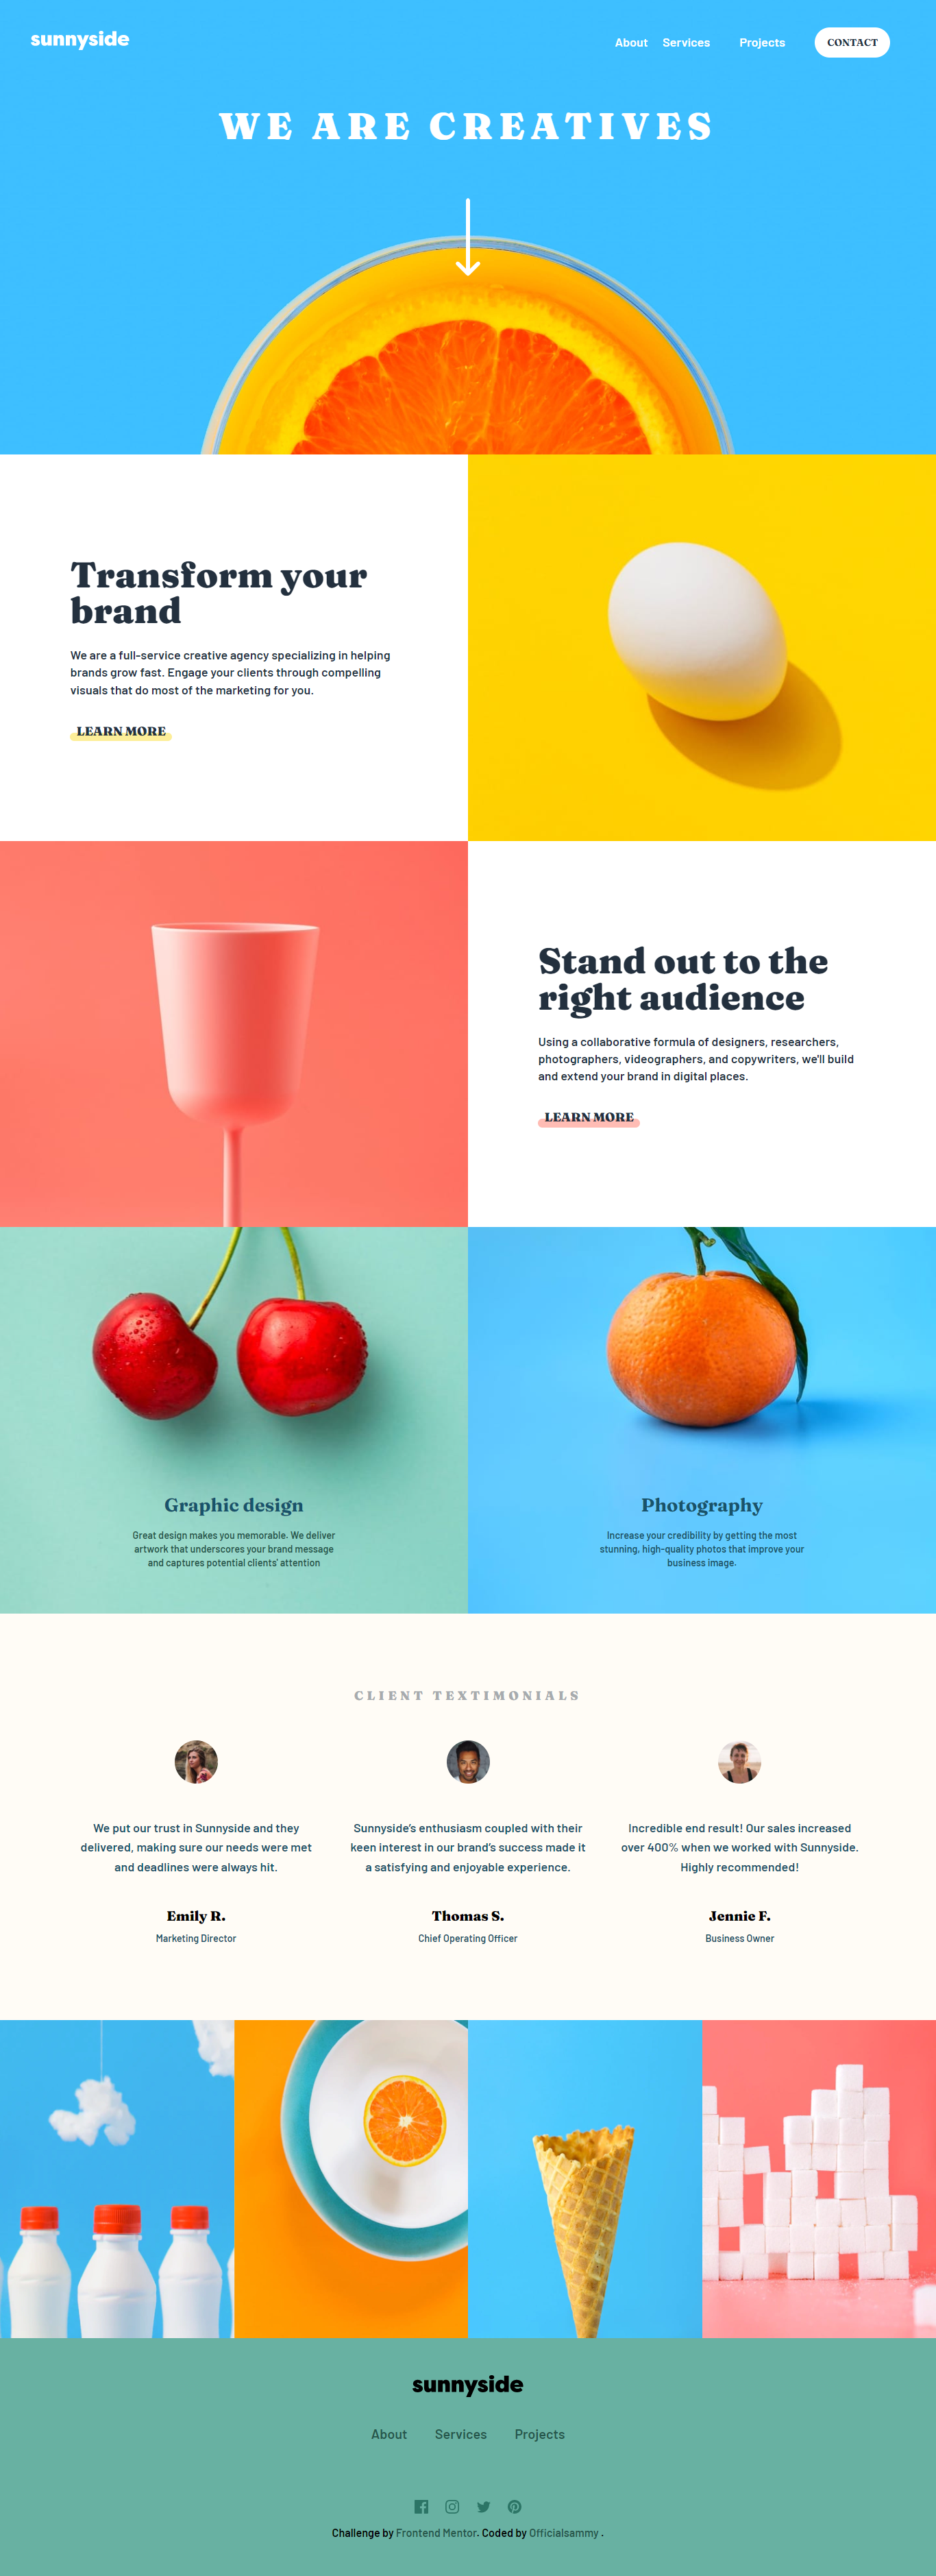 sunnyside
About Services Projects CONTACT
WE ARE CREATIVES
Transform your
brand
We are a full-service creative agency specializing in helping
brands grow fast. Engage your clients through compelling
visuals that do most of the marketing for you.
LEARN MORE
Stand out to the
right audience
Using a collaborative formula of designers, researchers,
photographers, videographers, and copywriters, we'll build
and extend your brand in digital places.
LEARN MORE
Graphic design
Great design makes you memorable. We deliver
artwork that underscores your brand message
and captures potential clients' attention
Photography
Increase your credibility by getting the most
stunning, high-quality photos that improve your
business image.
CLIENT TEXTIMONIALS
We put our trust in Sunnyside and they
delivered, making sure our needs were met
and deadlines were always hit.
Emily R.
Marketing Director
Sunnyside's enthusiasm coupled with their
keen interest in our brand's success made it
a satisfying and enjoyable experience.
Thomas S.
Chief Operating Officer
Incredible end result! Our sales increased
over 400% when we worked with Sunnyside.
Highly recommended!
Jennie F.
Business Owner
sunnyside
About Services Projects
Challenge by Frontend Mentor. Coded by Officialsammy .